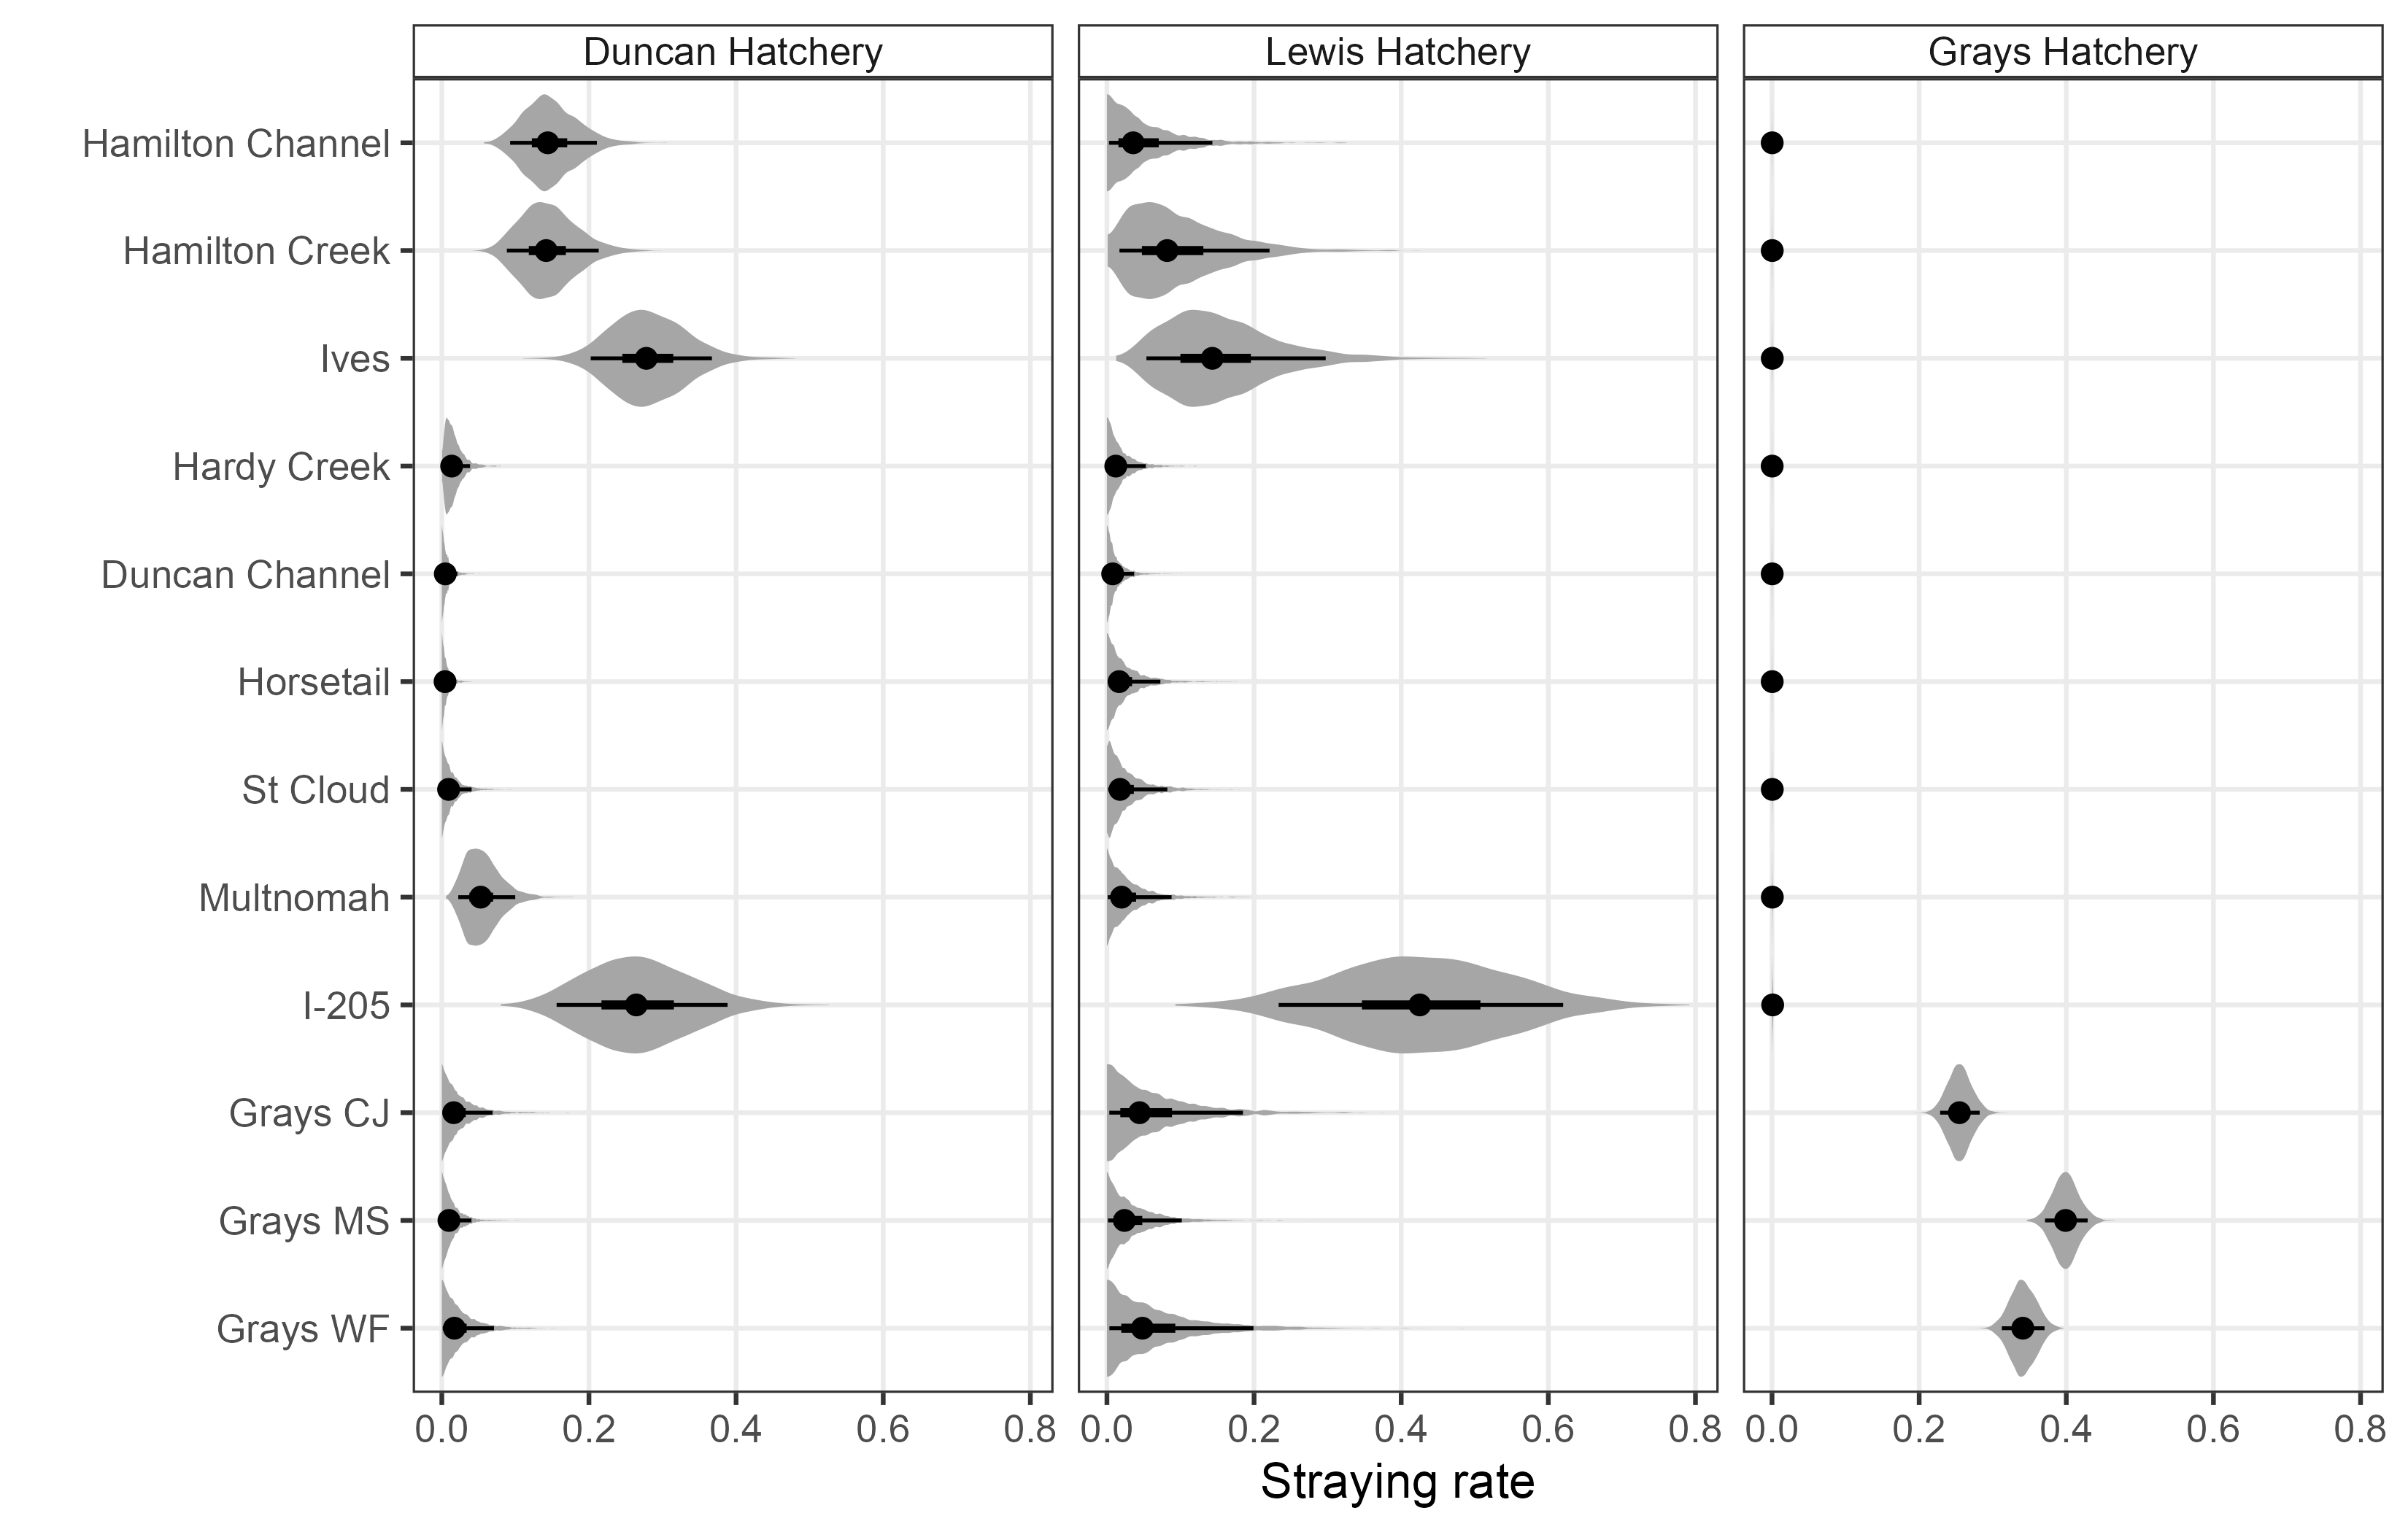 Duncan Hatchery
Lewis Hatchery
Grays Hatchery
Hamilton Channel
Hamilton Creek
Ives
Hardy Creek
Duncan Channel
Horsetail
St Cloud
Multnomah
I-205
Grays CJ
Grays MS
Grays WF
0.0 0.2 0.4 0.6 0.8
0.0 0.2 0.4 0.6 0.8
0.0 0.2 0.4 0.6 0.8
Straying rate